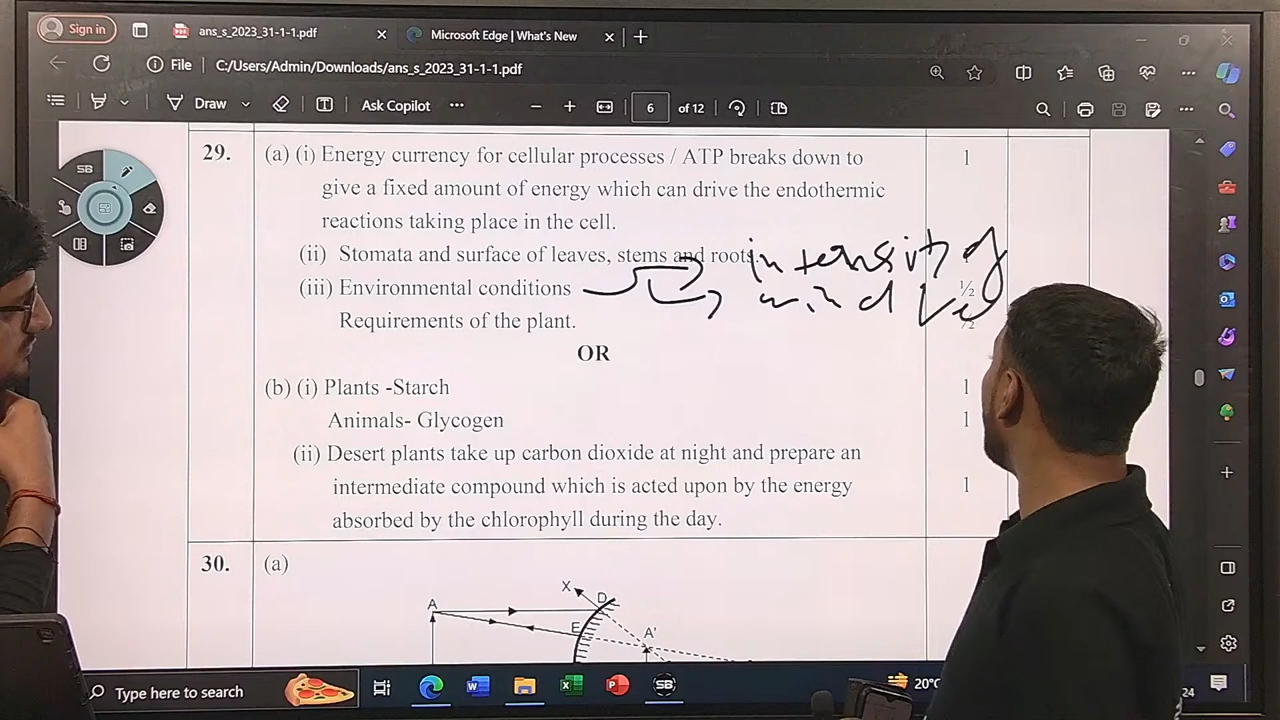 Sign in
ans_s_2023_31-1-1.pdf
Microsoft Edge | What's New
File
C:/Users/Admin/Downloads/ans_s_2023_31-1-1.pdf
Draw
Ask Copilot
6
of 12
29.
(a) (i) Energy currency for cellular processes / ATP breaks down to
1
give a fixed amount of energy which can drive the endothermic
reactions taking place in the cell.
(ii) Stomata and surface of leaves, stems and roots.
intensity of
(iii) Environmental conditions
½
wind
Requirements of the plant.
OR
(b) (i) Plants -Starch
1
Animals- Glycogen
1
(ii) Desert plants take up carbon dioxide at night and prepare an
intermediate compound which is acted upon by the energy
1
absorbed by the chlorophyll during the day.
30.
(a)
X
D
A
E
A'
SB
Type here to search
SB
20°
24